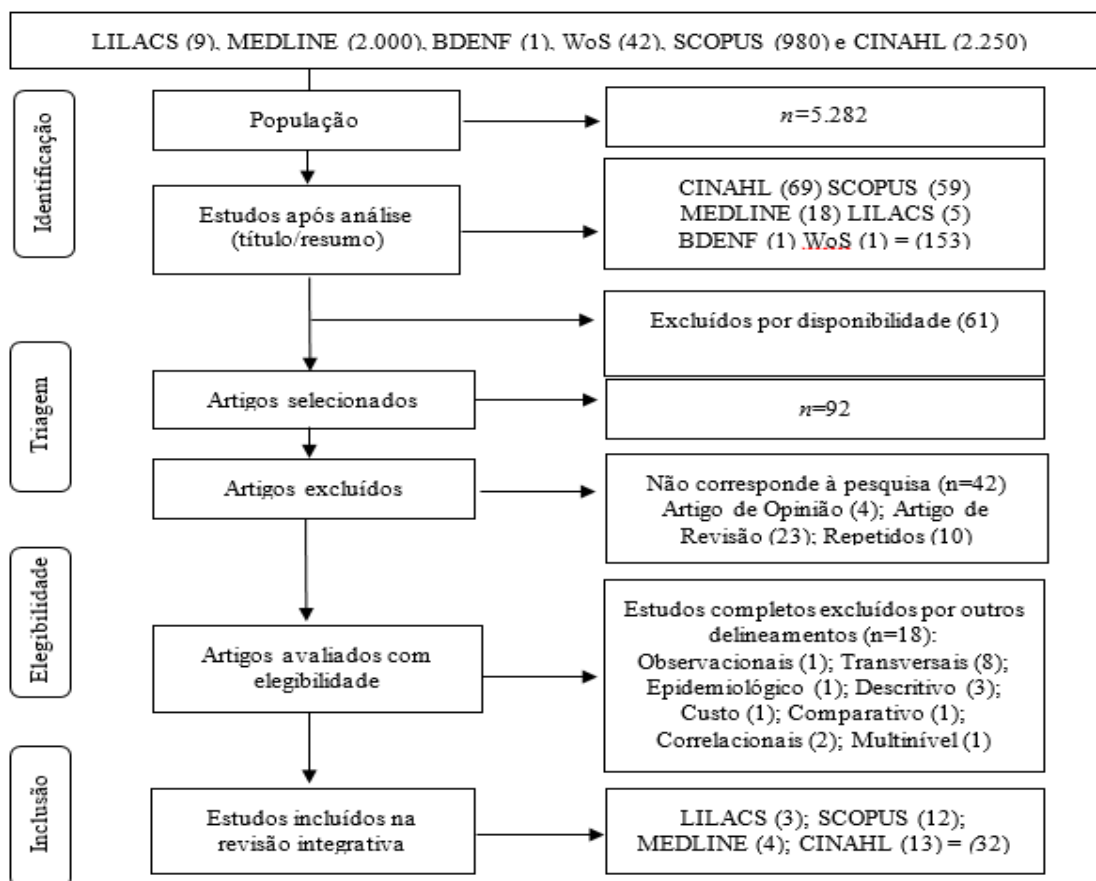 LILACS (9), MEDLINE (2.000), BDENF (1), WoS (42), SCOPUS (980) e CINAHL (2.250)
Identificação
População
n=5.282
Estudos após análise
(título/resumo)
CINAHL (69) SCOPUS (59)
MEDLINE (18) LILACS (5)
BDENF (1) WoS (1) = (153)
Excluídos por disponibilidade (61)
Triagem
Artigos selecionados
n=92
Artigos excluídos
Não corresponde à pesquisa (n=42)
Artigo de Opinião (4); Artigo de
Revisão (23); Repetidos (10)
Elegibilidade
Artigos avaliados com
elegibilidade
Estudos completos excluídos por outros
delineamentos (n=18):
Observacionais (1); Transversais (8);
Epidemiológico (1); Descritivo (3);
Custo (1); Comparativo (1);
Correlacionais (2); Multinível (1)
Inclusão
Estudos incluídos na
revisão integrativa
LILACS (3); SCOPUS (12);
MEDLINE (4); CINAHL (13) = (32)